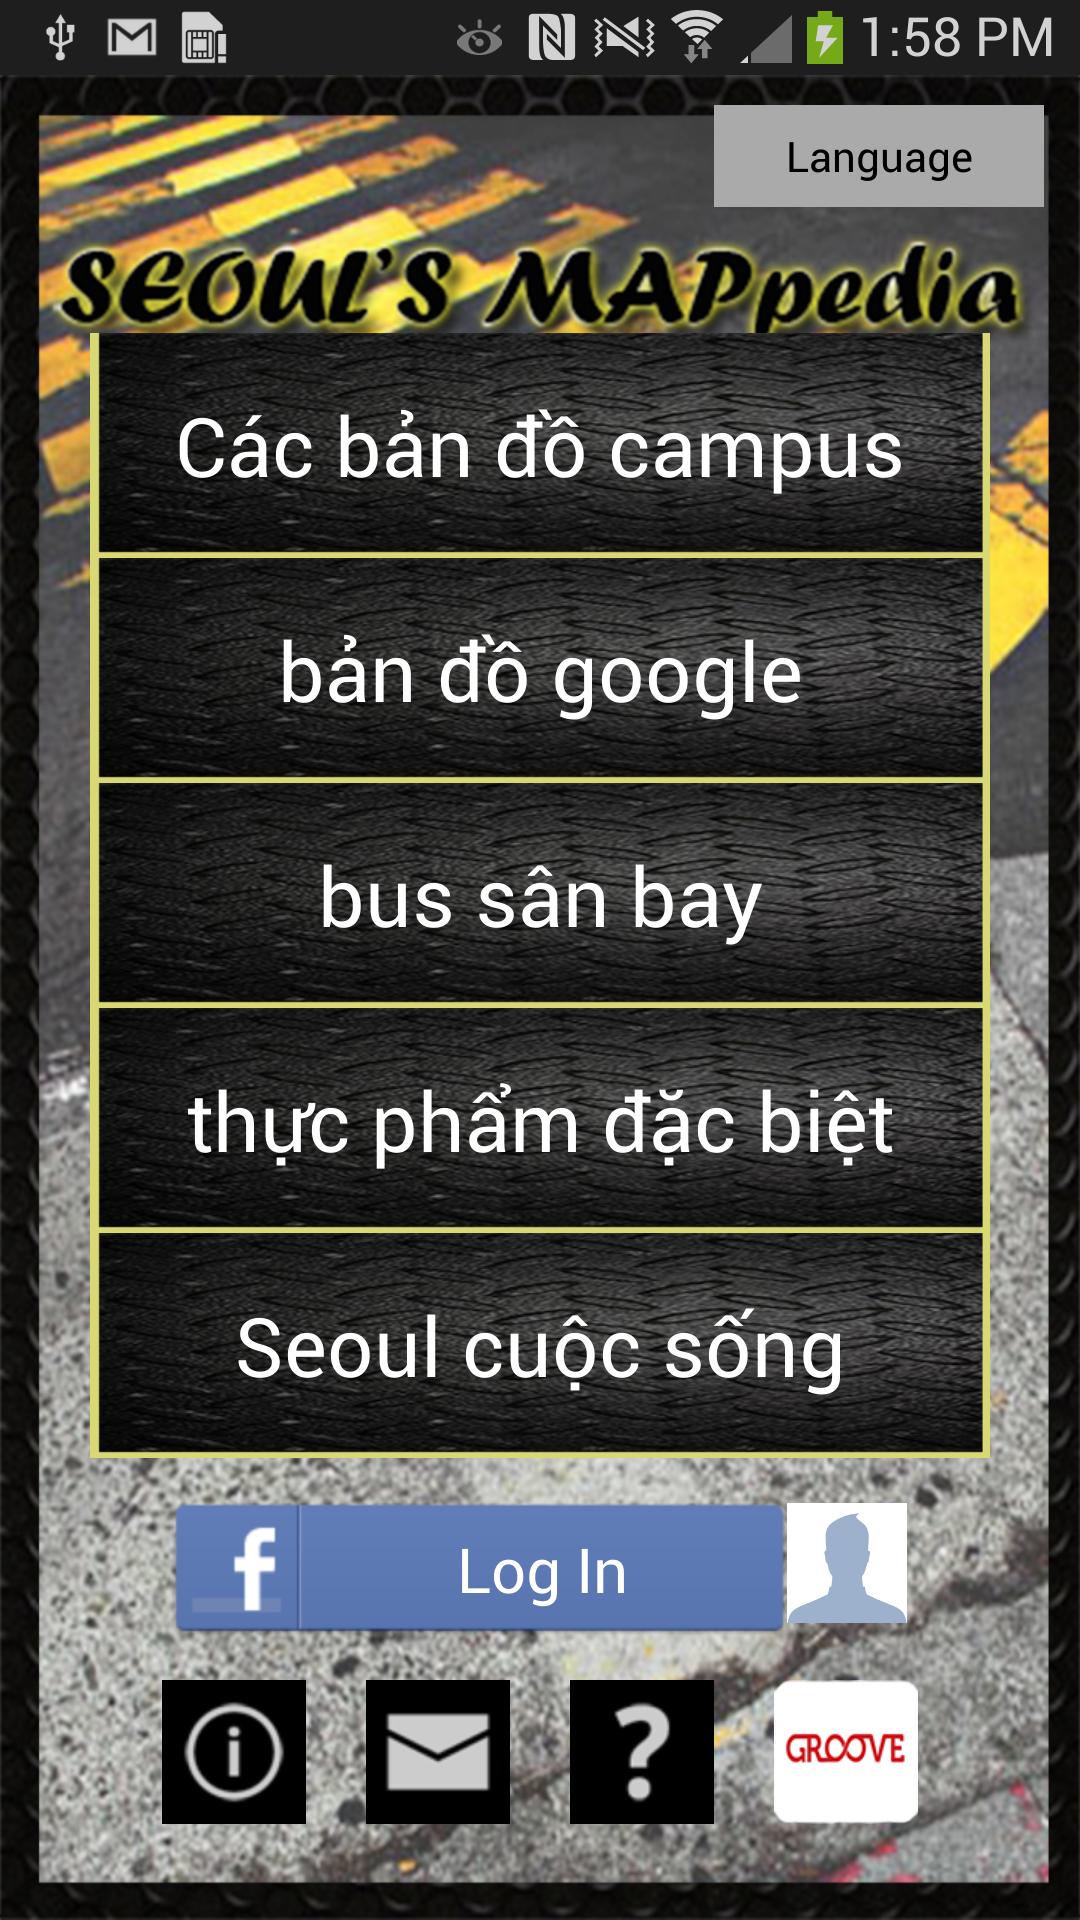 1:58 PM
Language
SEOUL'S MAPpedia
Các bản đồ campus
bản đồ google
bus sân bay
thực phẩm đặc biệt
Seoul cuộc sống
f Log In
GROOVE